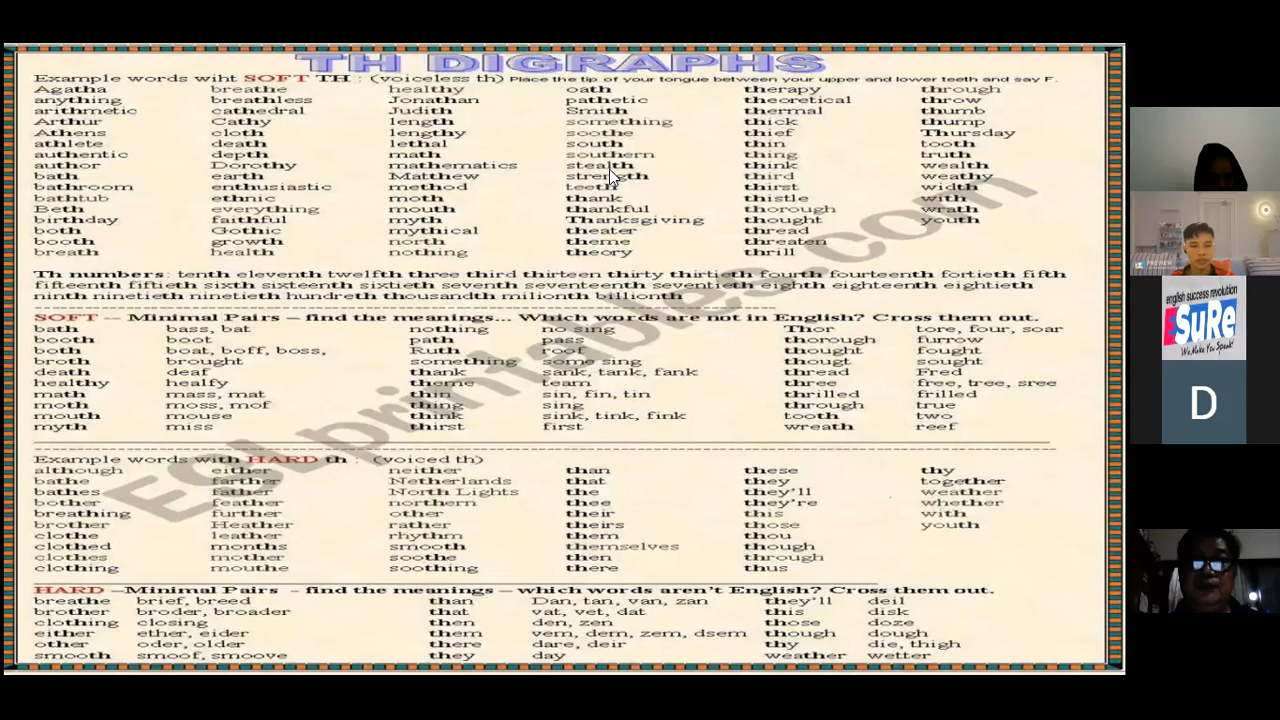 TH DIGRAPHS
Example words wiht SOFT TH : (voiceless th) Place the tip of your tongue between your upper and lower teeth and say F.
Agatha breathe healthy oath therapy through
anything breathless Jonathan pathetic theoretical throw
arithmetic cathedral Judith Smith thermal thumb
Arthur Cathy length something thick thump
Athens cloth lengthy soothe thief Thursday
athlete death lethal south thin tooth
authentic depth math southern thing truth
author Dorothy mathematics stealth think wealth
bath earth Matthew strength third weathy
bathroom enthusiastic method teeth thirst width
bathtub ethnic moth thank thistle with
Beth everything mouth thankful thorough wrath
birthday faithful myth Thanksgiving thought youth
both Gothic mythical theater thread
booth growth north theme threaten
breath health nothing theory thrill
Th numbers: tenth eleventh twelfth three third thirteen thirty thirtieth fourth fourteenth fortieth fifth
fifteenth fiftieth sixth sixteenth sixtieth seventh seventeenth seventieth eighth eighteenth eightieth
ninth ninetieth ninetieth hundreth thousandth milionth billionth
SOFT -- Minimal Pairs – find the meanings... Which words are not in English? Cross them out.
bath bass, bat nothing no sing Thor tore, four, soar
booth boot path pass thorough furrow
both boat, boff, boss, Ruth roof thought fought
broth brought something some sing thougt sought
death deaf thank sank, tank, fank thread Fred
healthy healfy theme team three free, tree, sree
math mass, mat thin sin, fin, tin thrilled frilled
moth moss, mof thing sing through true
mouth mouse think sink, tink, fink tooth two
myth miss thirst first wreath reef
Example words with HARD th : (voiced th)
although either neither than these thy
bathe farther Netherlands that they together
bathes father North Lights the they'll weather
bother feather northern thee they're whether
breathing further other their this with
brother Heather rather theirs those youth
clothe leather rhythm them thou
clothed months smooth themselves though
clothes mother soothe then through
clothing mouthe soothing there thus
HARD –Minimal Pairs - find the meanings – which words aren't English? Cross them out.
breathe brief, breed than Dan, tan, van, zan they'll deil
brother broder, broader that vat, vet, dat this disk
clothing closing then den, zen those doze
either ether, eider them vem, dem, zem, dsem though dough
other oder, older there dare, deir thy die, thigh
smooth smoof, smoove they day weather wetter
ESLprintables.com
PREVIEW
english success revolution
ESuRe
We Make You Speak!
D